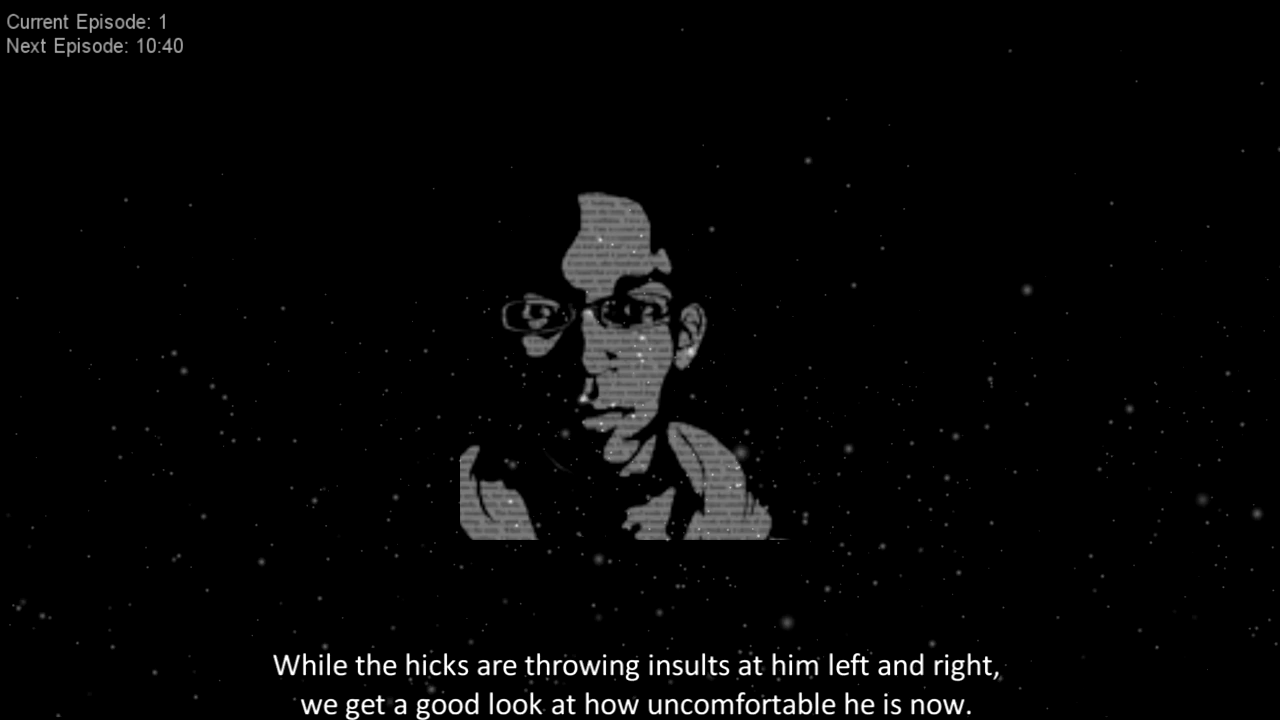 Current Episode: 1
Next Episode: 10:40
While the hicks are throwing insults at him left and right,
we get a good look at how uncomfortable he is now.